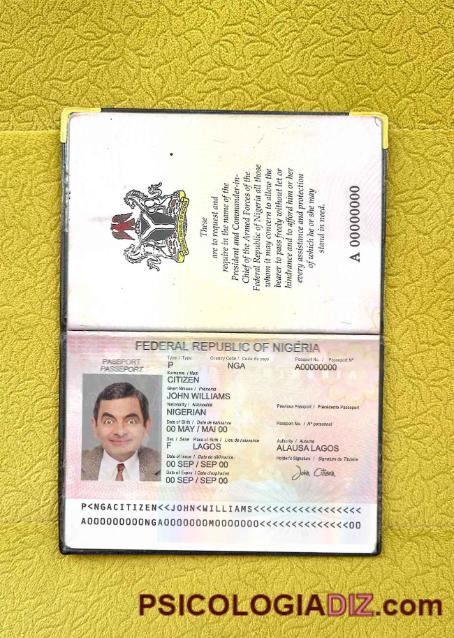 These
are to request and
require in the name of the
President and Commander-in-
Chief of the Armed Forces of the
Federal Republic of Nigeria all those
whom it may concern to allow the
bearer to pass freely without let or
hindrance and to afford him or her
every assistance and protection
of which he or she may
stand in need.
A 00000000
FEDERAL REPUBLIC OF NIGERIA
PASSPORT
PASSEPORT
Type / Type Country Code / Code du pays Passport No. / Passeport N°
P NGA A00000000
Surname / Nom
CITIZEN
Given Names / Prénoms
JOHN WILLIAMS
Nationality / Nationalité
NIGERIAN
Previous Passport /
Date of Birth / Date de naissance
00 MAY / MAI 00
Sex / Sexe Place of Birth / Lieu de naissance Authority / Autorité
F LAGOS ALAUSA LAGOS
Date of Issue / Date de délivrance Holder's Signature / Signature du Titulaire
00 SEP / SEP 00
John Citizen
Date of Expiry / Date d'expiration
00 SEP / SEP 00
P<NGACITIZEN<<JOHN<WILLIAMS<<<<<<<<<<<<<<<<<
A000000000NGA0000000M0000000<<<<<<<<<<<<<<00
PSICOLOGIADIZ.com